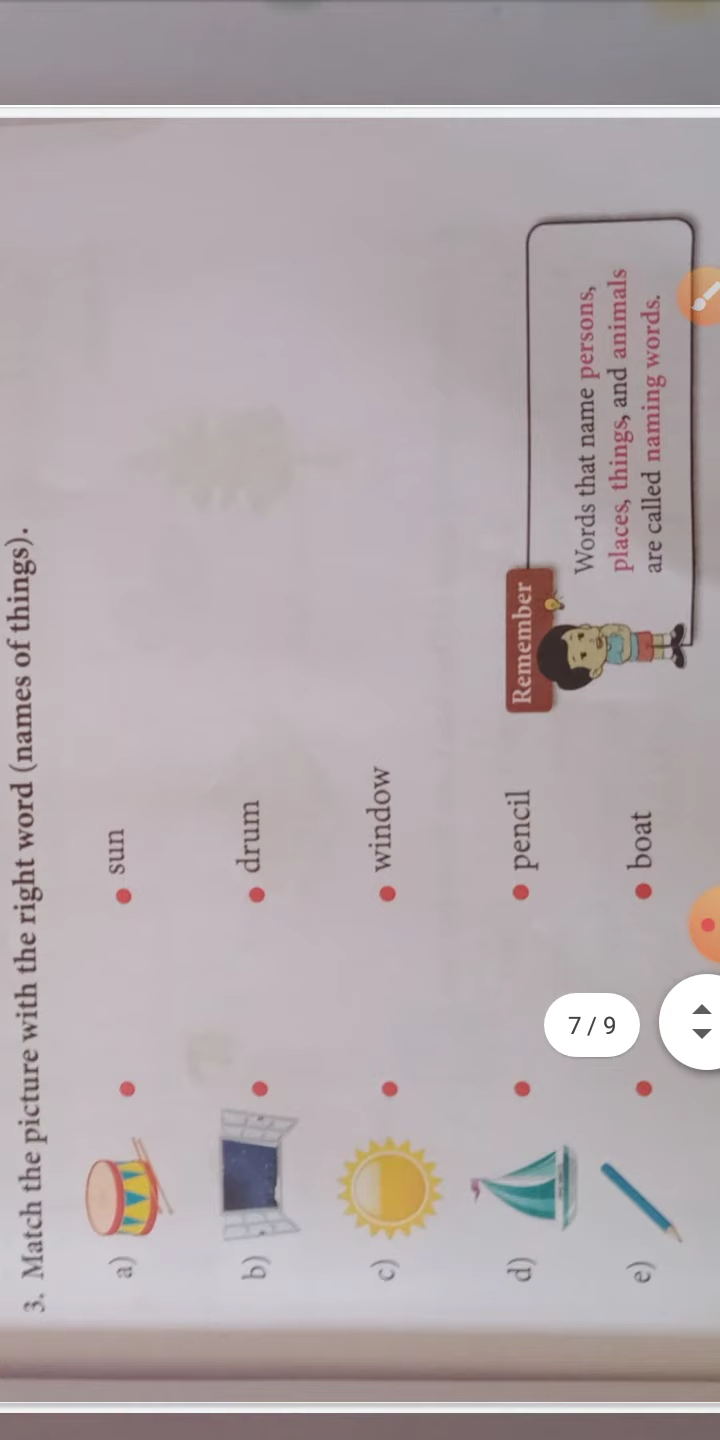 3. Match the picture with the right word (names of things).
a) sun
b) drum
c) window
d) pencil
e) boat
Remember
Words that name persons,
places, things, and animals
are called naming words.
7 / 9